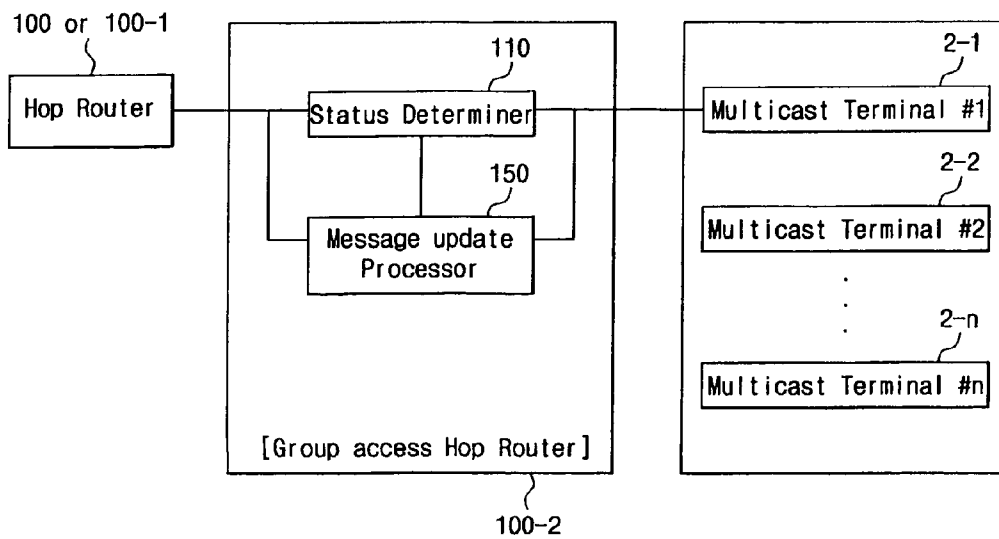 100 or 100-1
Hop Router
110
Status Determiner
150
Message update
Processor
[Group access Hop Router]
100-2
2-1
Multicast Terminal #1
2-2
Multicast Terminal #2
2-n
Multicast Terminal #n